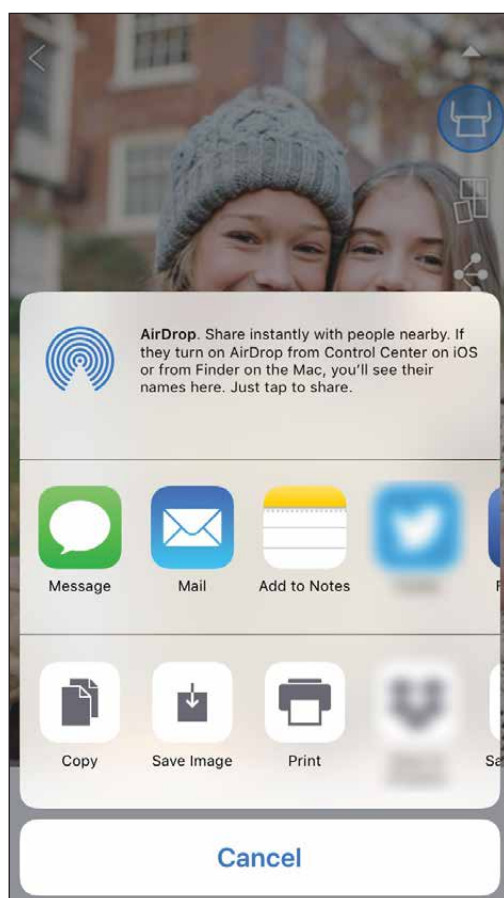 AirDrop. Share instantly with people nearby. If
they turn on AirDrop from Control Center on iOS
or from Finder on the Mac, you’ll see their
names here. Just tap to share.
Message Mail Add to Notes
Copy Save Image Print
Cancel